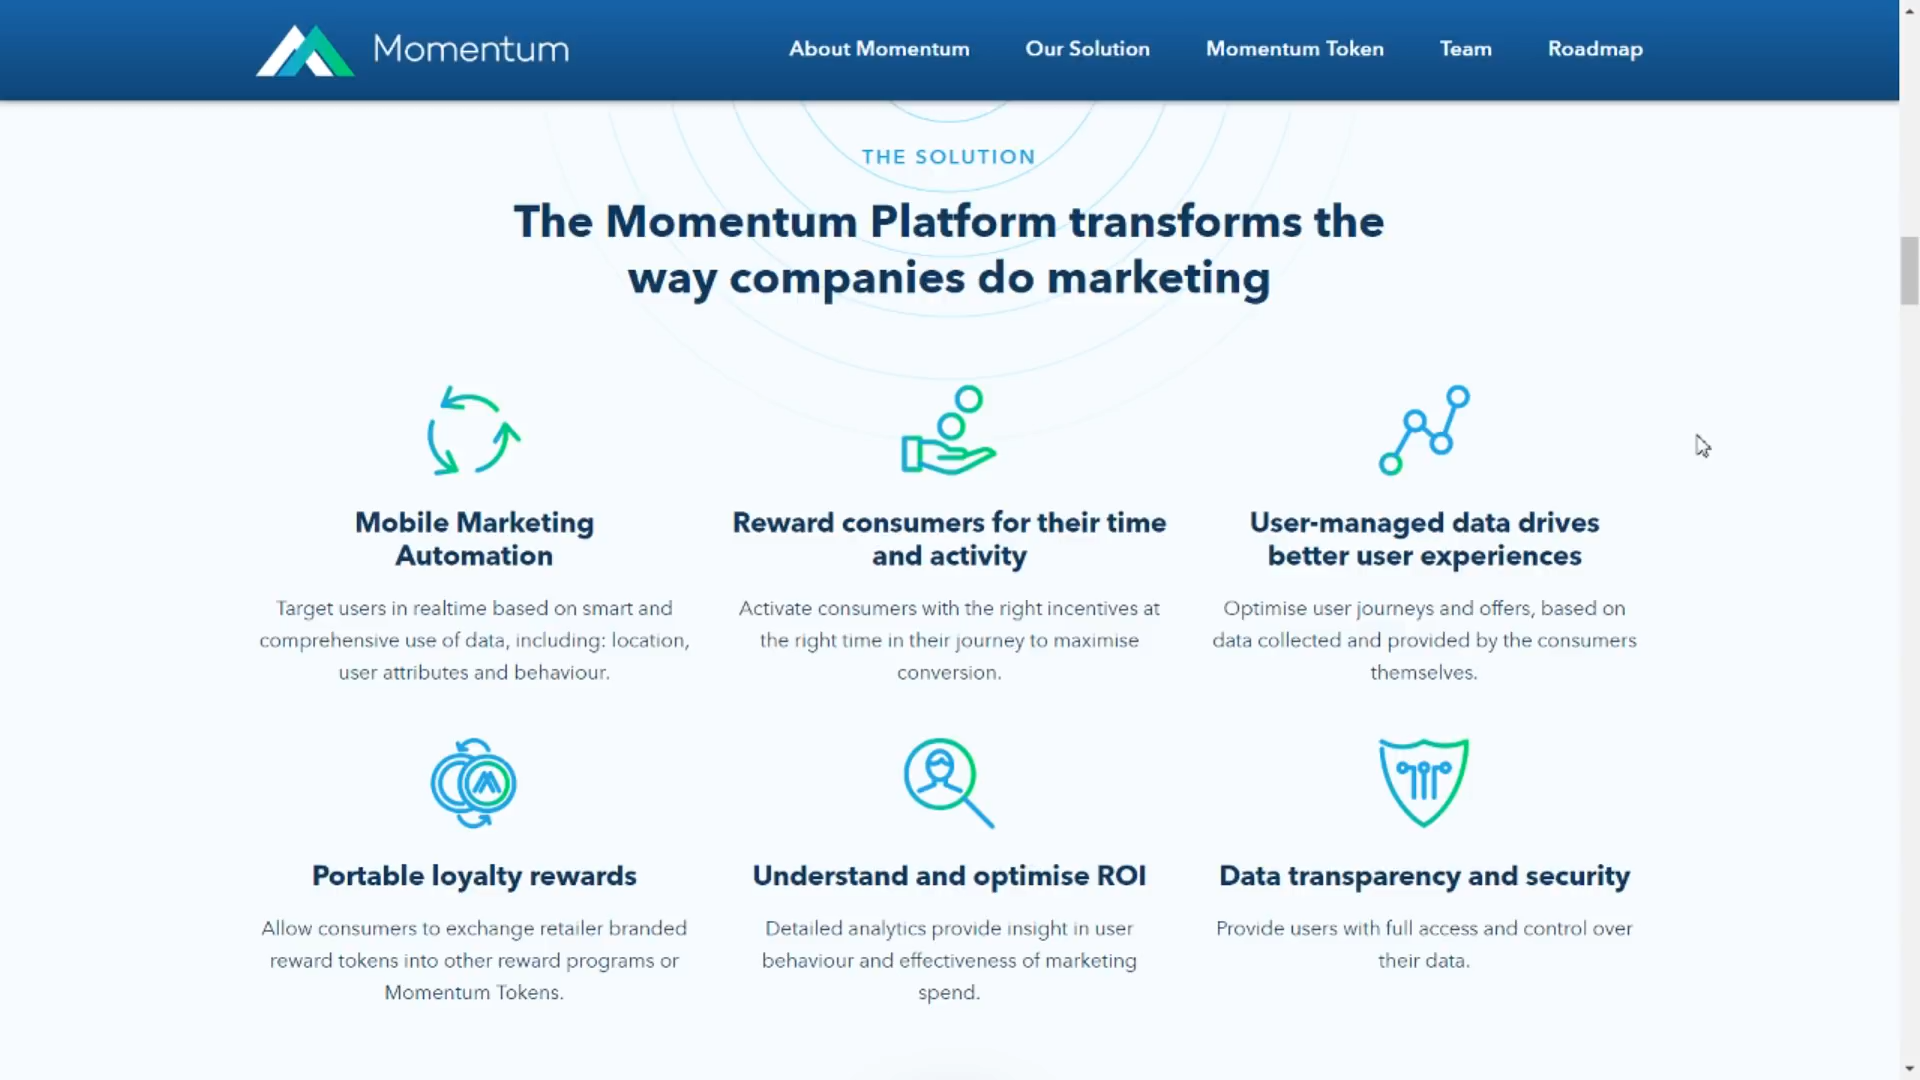 Momentum
About Momentum
Our Solution
Momentum Token
Team
Roadmap
THE SOLUTION
The Momentum Platform transforms the
way companies do marketing
Mobile Marketing
Automation
Target users in realtime based on smart and
comprehensive use of data, including: location,
user attributes and behaviour.
Reward consumers for their time
and activity
Activate consumers with the right incentives at
the right time in their journey to maximise
conversion.
User-managed data drives
better user experiences
Optimise user journeys and offers, based on
data collected and provided by the consumers
themselves.
Portable loyalty rewards
Allow consumers to exchange retailer branded
reward tokens into other reward programs or
Momentum Tokens.
Understand and optimise ROI
Detailed analytics provide insight in user
behaviour and effectiveness of marketing
spend.
Data transparency and security
Provide users with full access and control over
their data.